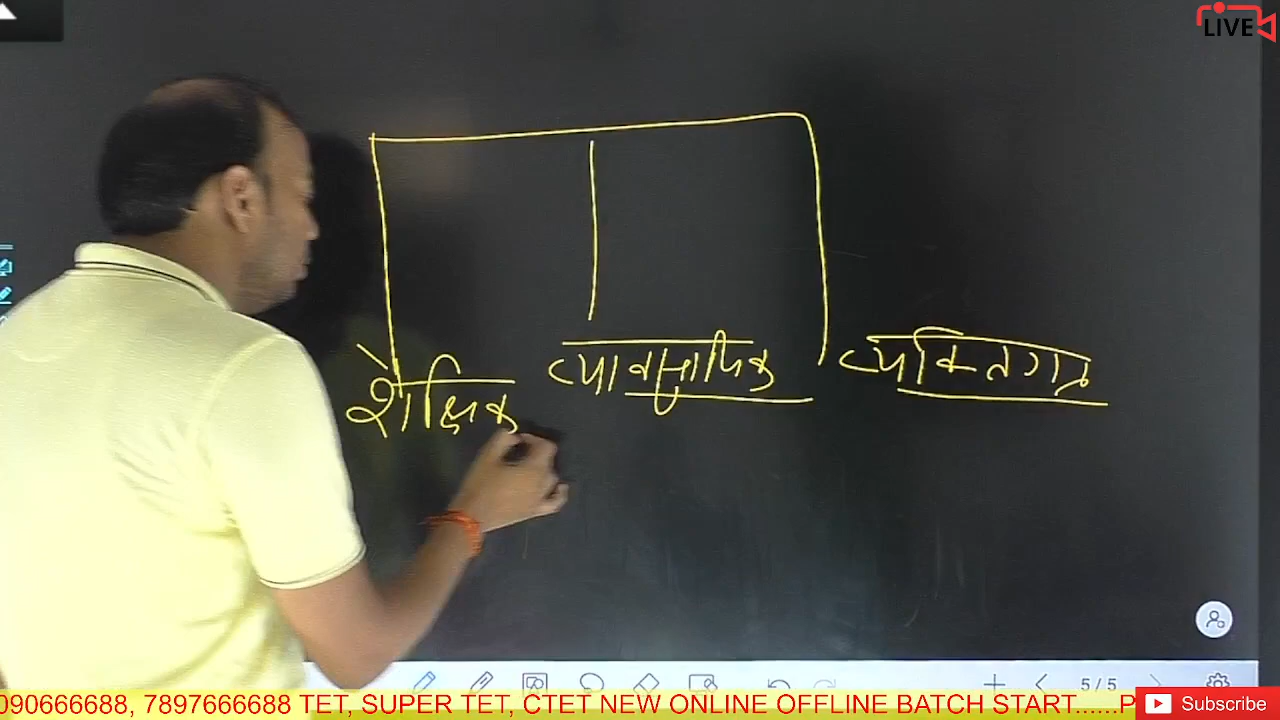 LIVE
शैक्षिक व्यावसायिक व्यक्तिगत
5/5
090666688, 7897666688 TET, SUPER TET, CTET NEW ONLINE OFFLINE BATCH START......P
Subscribe